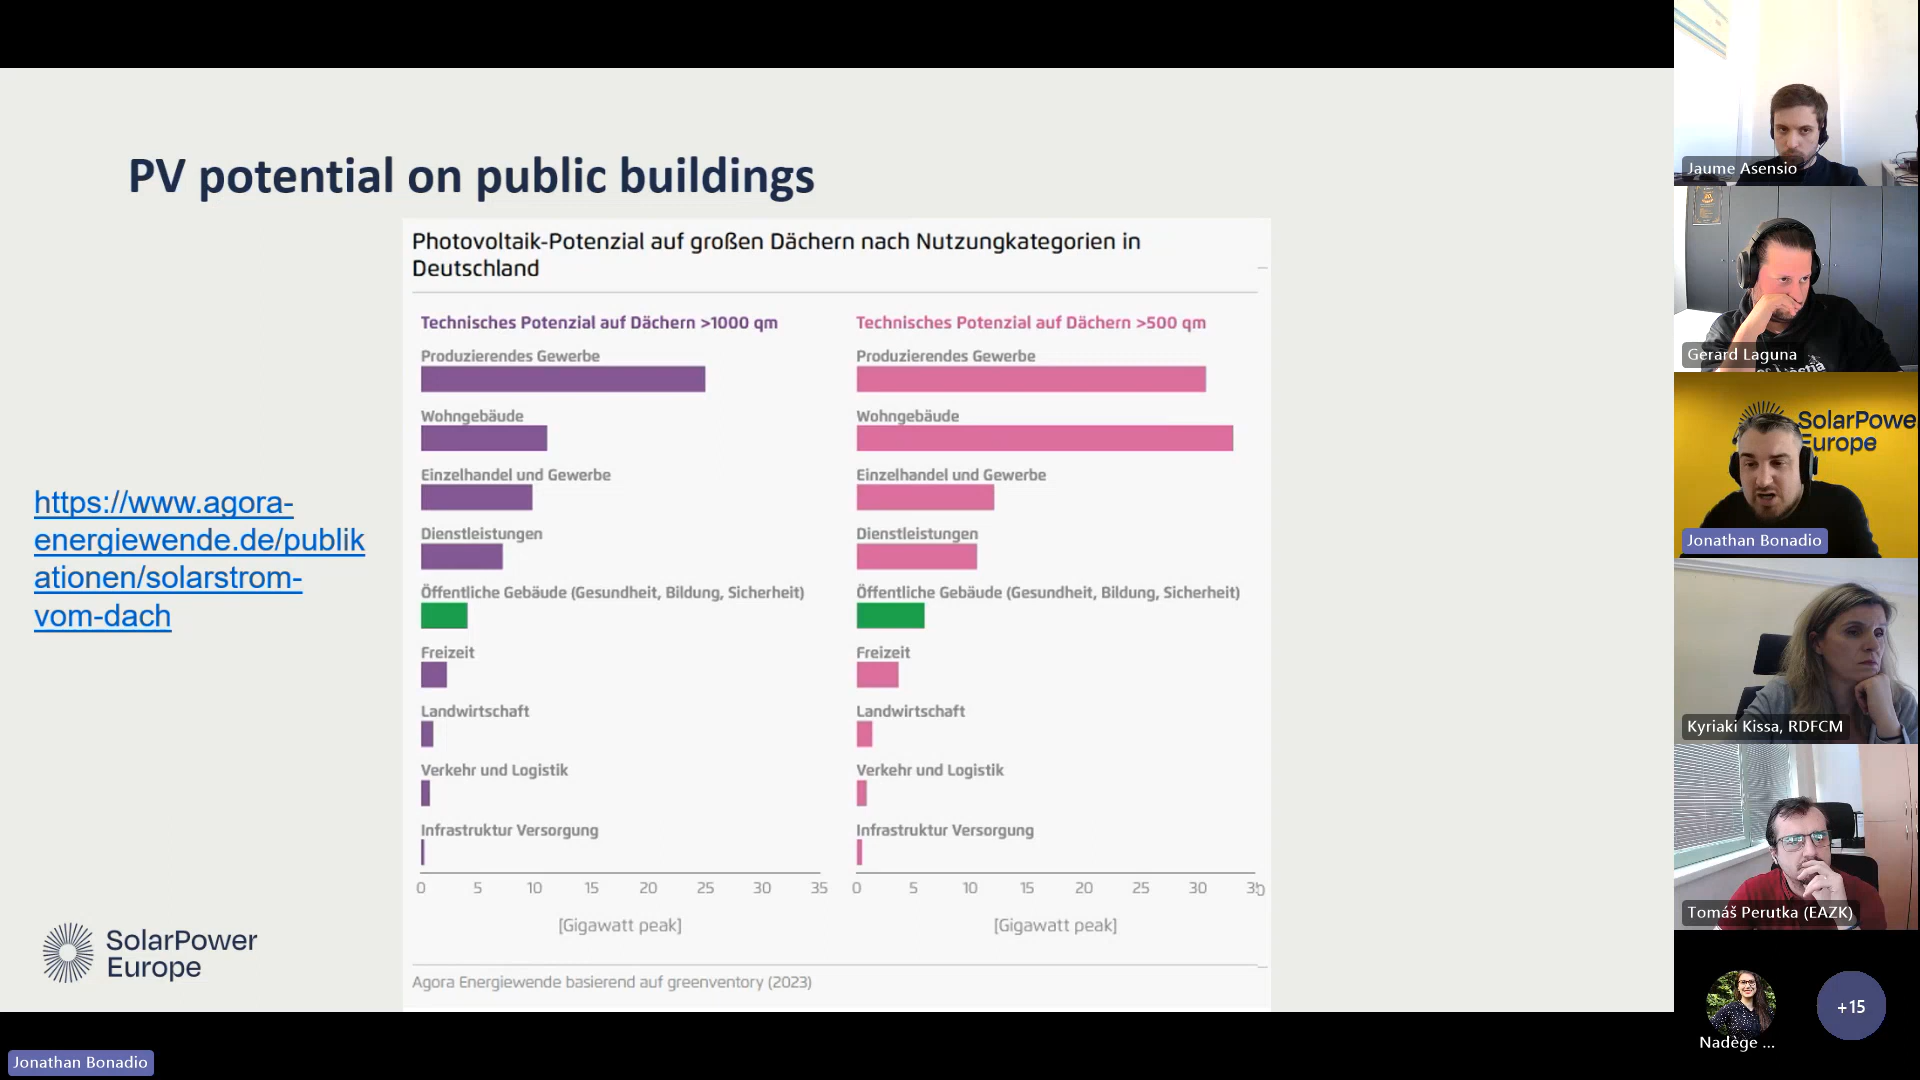 PV potential on public buildings
Photovoltaik-Potenzial auf großen Dächern nach Nutzungkategorien in
Deutschland
Technisches Potenzial auf Dächern >1000 qm
Produzierendes Gewerbe
Wohngebäude
Einzelhandel und Gewerbe
Dienstleistungen
Öffentliche Gebäude (Gesundheit, Bildung, Sicherheit)
Freizeit
Landwirtschaft
Verkehr und Logistik
Infrastruktur Versorgung
0 5 10 15 20 25 30 35
[Gigawatt peak]
Technisches Potenzial auf Dächern >500 qm
Produzierendes Gewerbe
Wohngebäude
Einzelhandel und Gewerbe
Dienstleistungen
Öffentliche Gebäude (Gesundheit, Bildung, Sicherheit)
Freizeit
Landwirtschaft
Verkehr und Logistik
Infrastruktur Versorgung
0 5 10 15 20 25 30
[Gigawatt peak]
Agora Energiewende basierend auf greenventory (2023)
https://www.agora-
energiewende.de/publik
ationen/solarstrom-
vom-dach
SolarPower
Europe
Jonathan Bonadio
Jaume Asensio
Gerard Laguna
SolarPowe
Europe
Jonathan Bonadio
Kyriaki Kissa, RDFCM
Tomáš Perutka (EAZK)
Nadège ...
+15